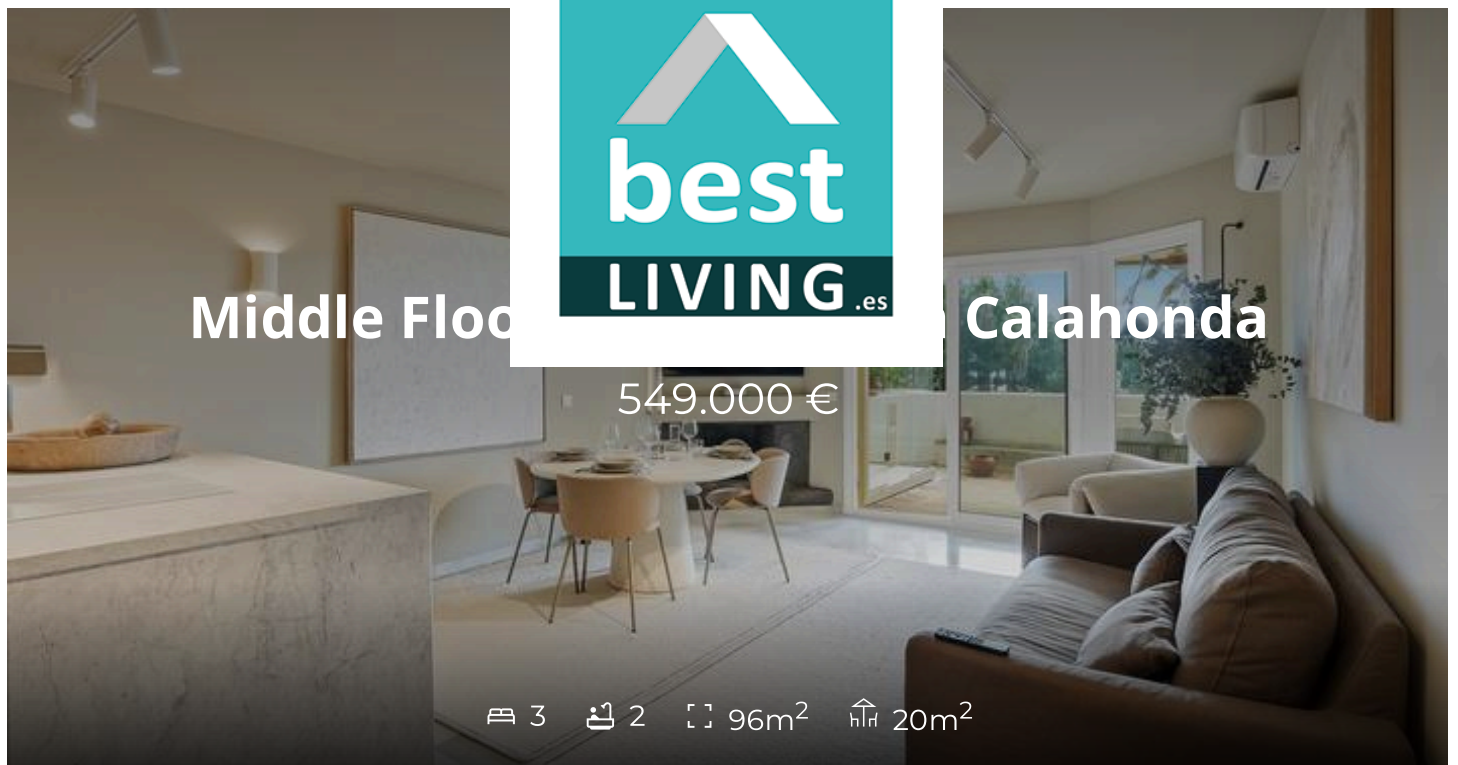 best
LIVING.es
Middle Floo Calahonda
549.000 €
3 2 96m² 20m²